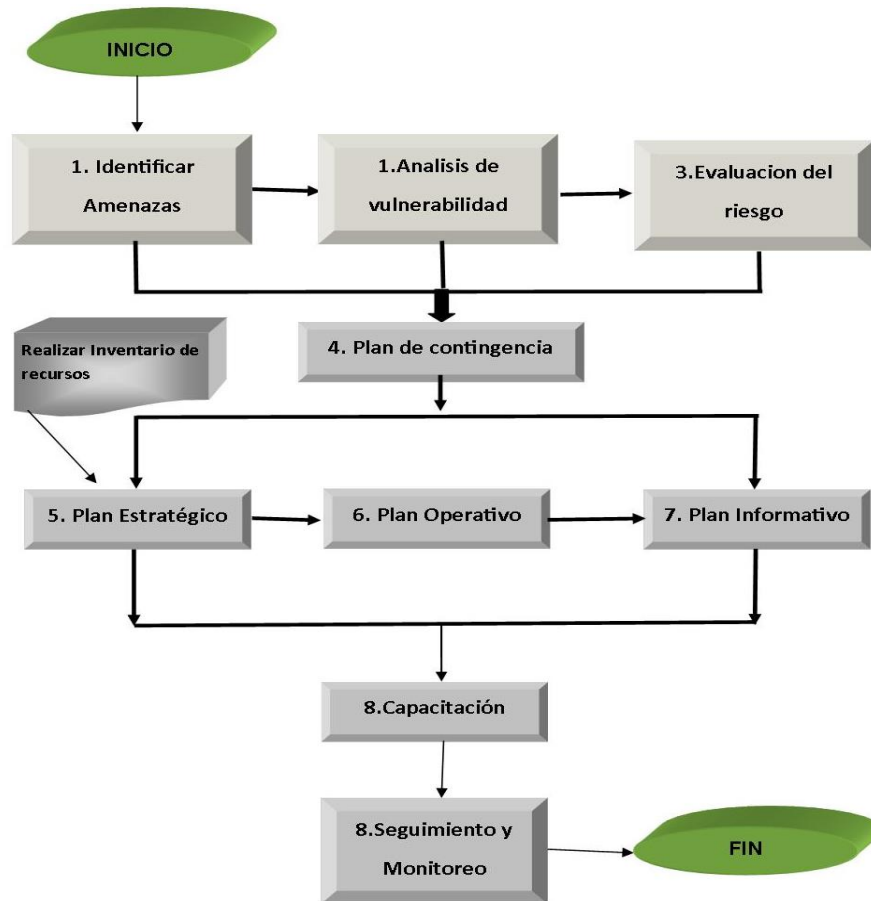 INICIO
1. Identificar
Amenazas
1.Analisis de
vulnerabilidad
3.Evaluacion del
riesgo
Realizar Inventario de
recursos
4. Plan de contingencia
5. Plan Estratégico
6. Plan Operativo
7. Plan Informativo
8.Capacitación
8.Seguimiento y
Monitoreo
FIN